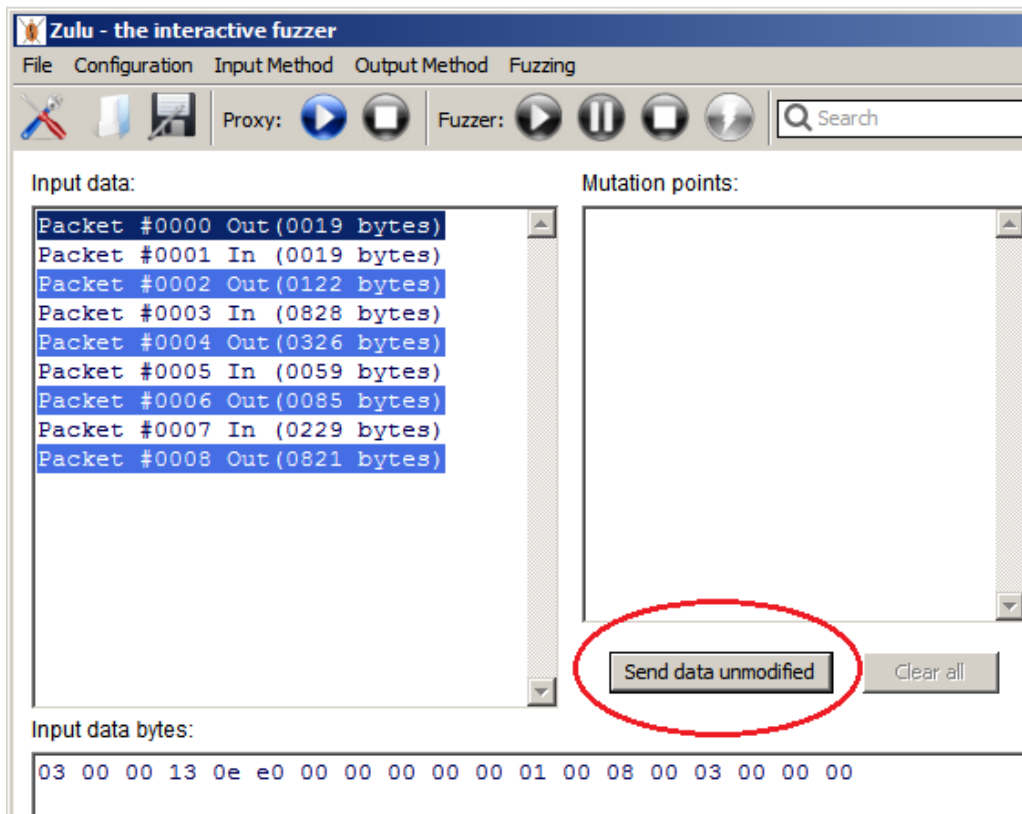 Zulu - the interactive fuzzer
File Configuration Input Method Output Method Fuzzing
Proxy: Fuzzer: Search
Input data: Mutation points:
Packet #0000 Out(0019 bytes)
Packet #0001 In (0019 bytes)
Packet #0002 Out(0122 bytes)
Packet #0003 In (0828 bytes)
Packet #0004 Out(0326 bytes)
Packet #0005 In (0059 bytes)
Packet #0006 Out(0085 bytes)
Packet #0007 In (0229 bytes)
Packet #0008 Out(0821 bytes)
Send data unmodified Clear all
Input data bytes:
03 00 00 13 0e e0 00 00 00 00 00 01 00 08 00 03 00 00 00